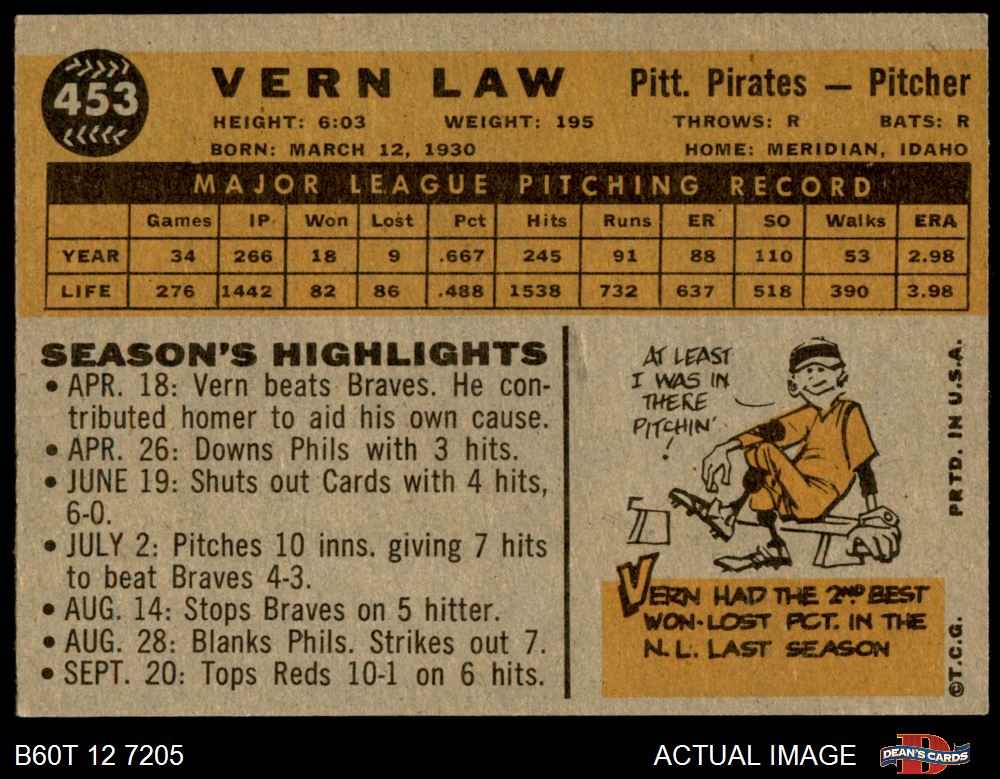 453
VERN LAW
Pitt. Pirates — Pitcher
HEIGHT: 6:03 WEIGHT: 195 THROWS: R BATS: R
BORN: MARCH 12, 1930 HOME: MERIDIAN, IDAHO
MAJOR LEAGUE PITCHING RECORD
Games IP Won Lost Pct Hits Runs ER SO Walks ERA
YEAR 34 266 18 9 .667 245 91 88 110 53 2.98
LIFE 276 1442 82 86 .488 1538 732 637 518 390 3.98
SEASON'S HIGHLIGHTS
• APR. 18: Vern beats Braves. He con-
tributed homer to aid his own cause.
• APR. 26: Downs Phils with 3 hits.
• JUNE 19: Shuts out Cards with 4 hits,
6-0.
• JULY 2: Pitches 10 inns. giving 7 hits
to beat Braves 4-3.
• AUG. 14: Stops Braves on 5 hitter.
• AUG. 28: Blanks Phils. Strikes out 7.
• SEPT. 20: Tops Reds 10-1 on 6 hits.
AT LEAST
I WAS IN
THERE
PITCHIN'
!
VERN HAD THE 2ND BEST
WON-LOST PCT. IN THE
N.L. LAST SEASON
©T.C.G. PRTD. IN U.S.A.
B60T 12 7205
ACTUAL IMAGE
DEAN'S CARDS